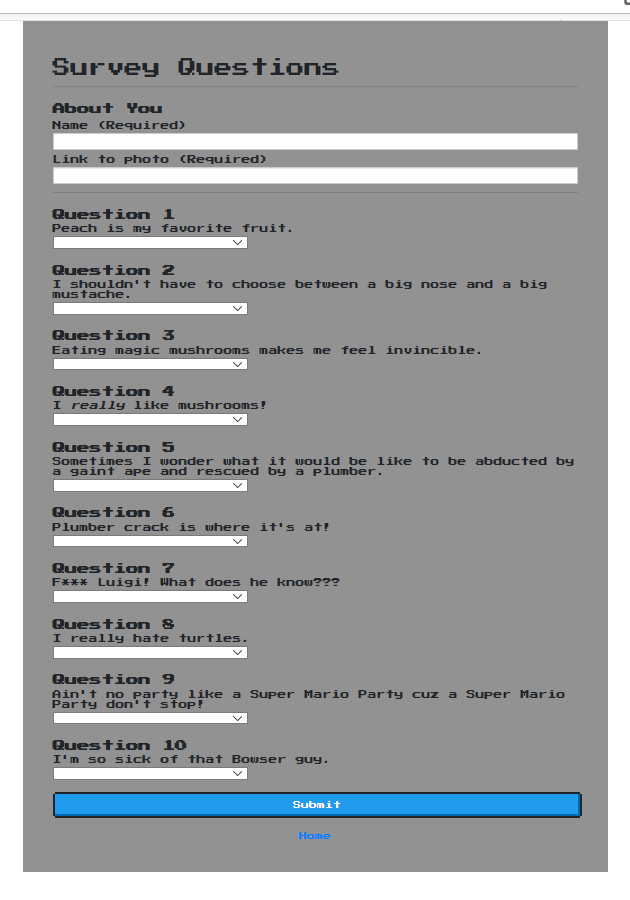 Survey Questions
About You
Name (Required)
Link to photo (Required)
Question 1
Peach is my favorite fruit.
Question 2
I shouldn't have to choose between a big nose and a big
mustache.
Question 3
Eating magic mushrooms makes me feel invincible.
Question 4
I really like mushrooms!
Question 5
Sometimes I wonder what it would be like to be abducted by
a gaint ape and rescued by a plumber.
Question 6
Plumber crack is where it's at!
Question 7
F*** Luigi! What does he know???
Question 8
I really hate turtles.
Question 9
Ain't no party like a Super Mario Party cuz a Super Mario
Party don't stop!
Question 10
I'm so sick of that Bowser guy.
Submit
Home